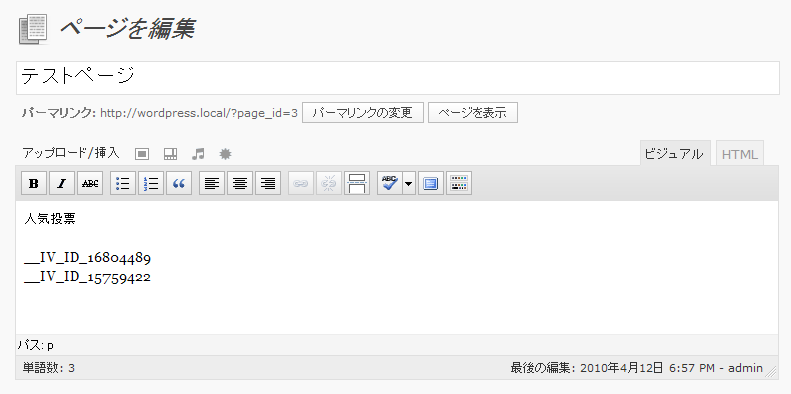 ページを編集
テストページ
パーマリンク: http://wordpress.local/?page_id=3 パーマリンクの変更 ページを表示
アップロード/挿入 ビジュアル HTML
B I ABC ABC
人気投票
__IV_ID_16804489
__IV_ID_15759422
パス: p
単語数: 3 最後の編集: 2010年4月12日 6:57 PM - admin